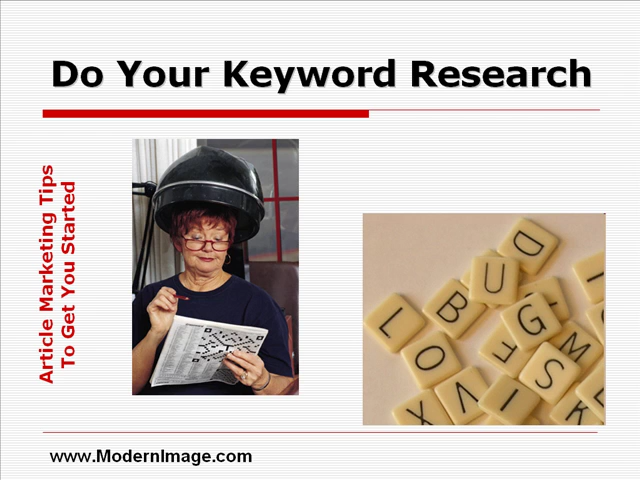 Do Your Keyword Research
Article Marketing Tips
To Get You Started
D
U
I
B
G
L
O
F
M
S
X
V
I
S
K
www.ModernImage.com